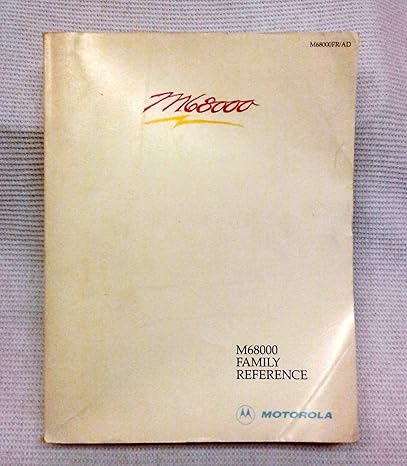 M68000FR/AD
M68000
M68000
FAMILY
REFERENCE
MOTOROLA